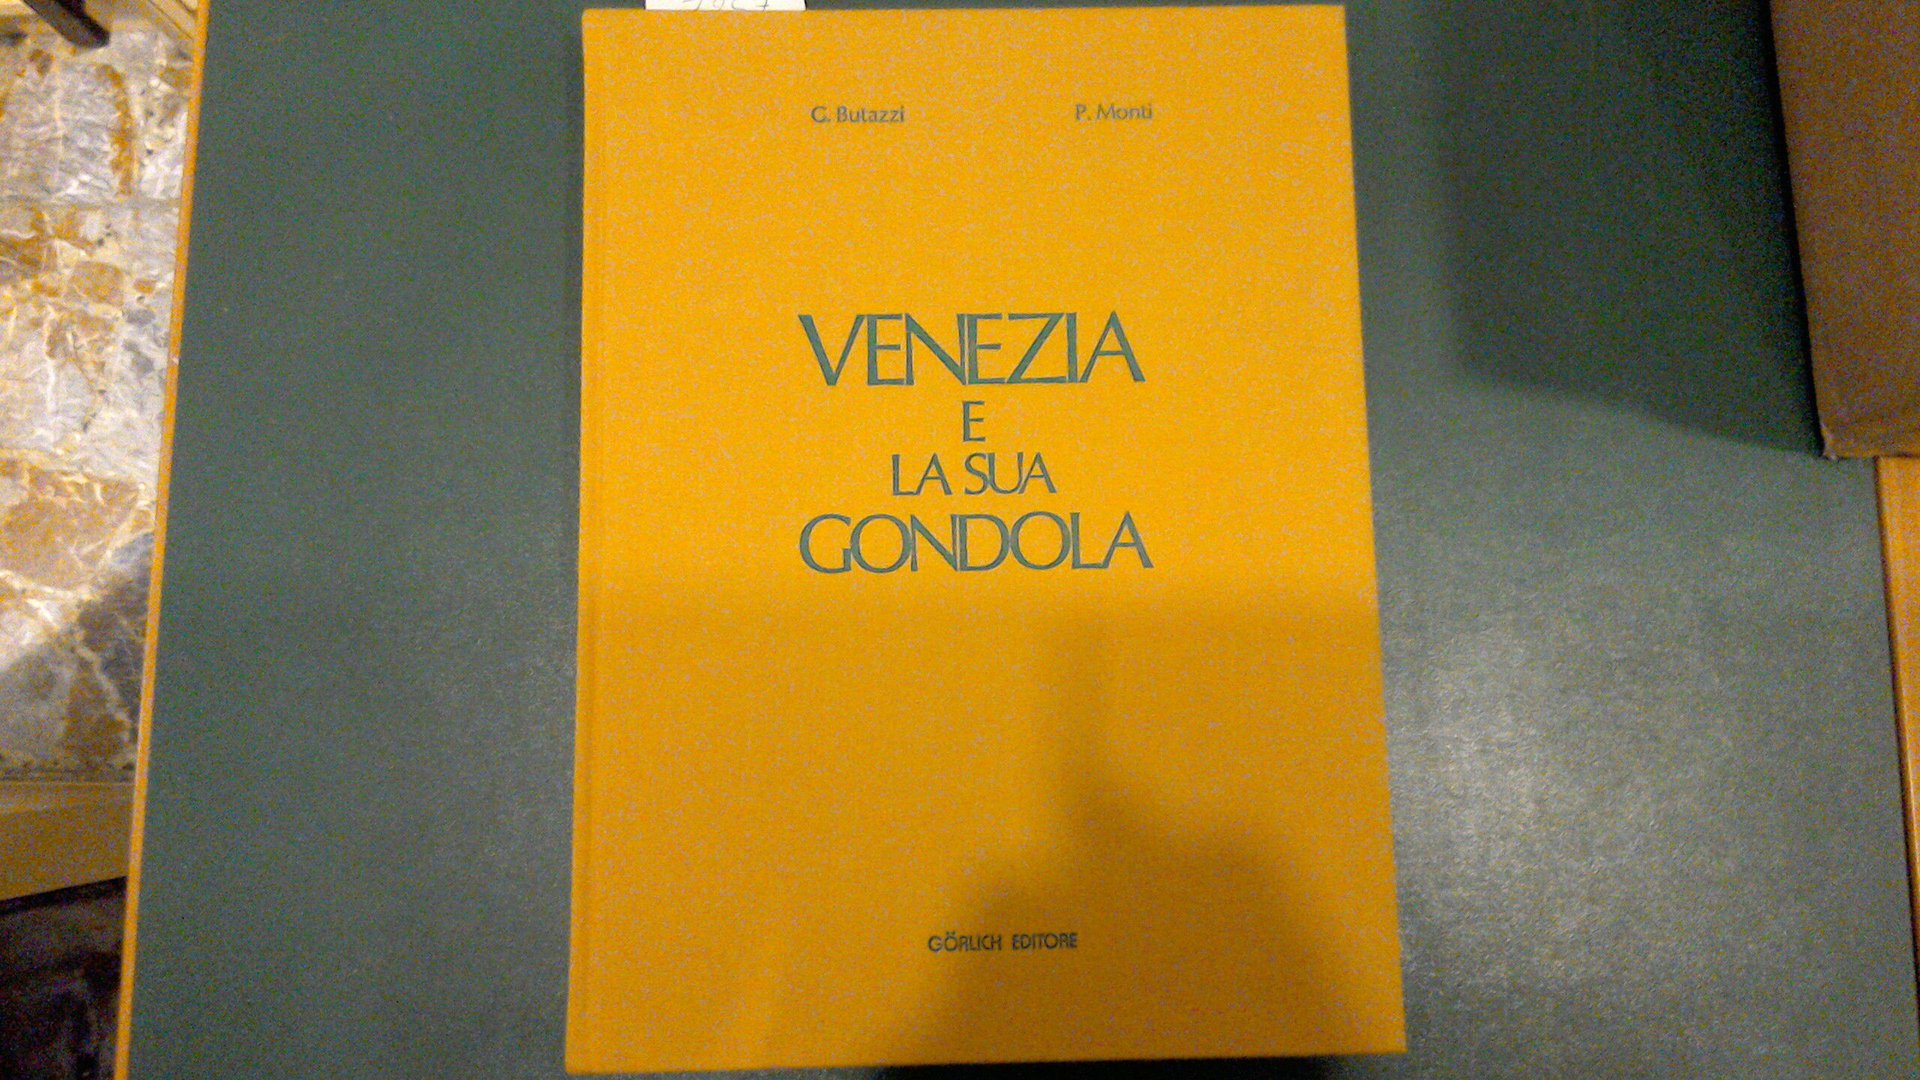 G. Butazzi P. Monti
VENEZIA
E
LA SUA
GONDOLA
GÖRLICH EDITORE